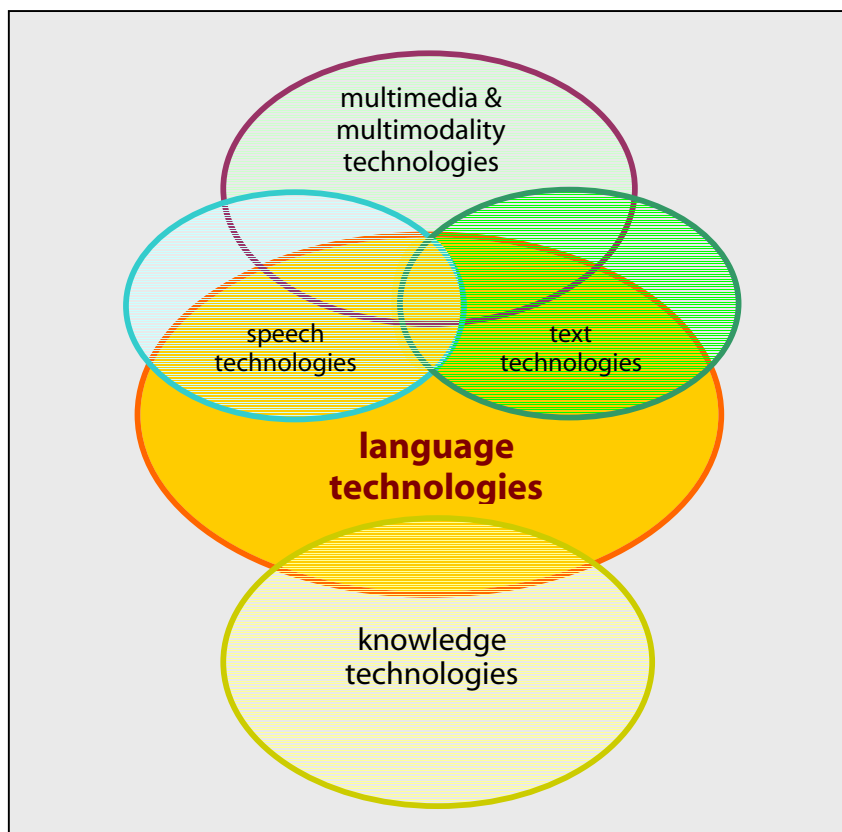 multimedia &
multimodality
technologies
speech
technologies
text
technologies
language
technologies
knowledge
technologies